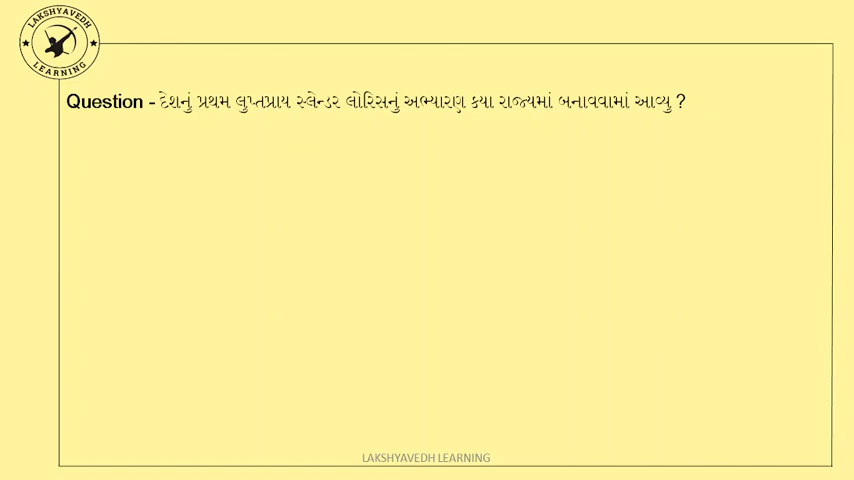 LAKSHYAVEDH
LEARNING
Question - દેશનું પ્રથમ લુપ્તપ્રાય સ્લેન્ડર લોરિસનું અભ્યારણ કયા રાજ્યમાં બનાવવામાં આવ્યુ ?
LAKSHYAVEDH LEARNING